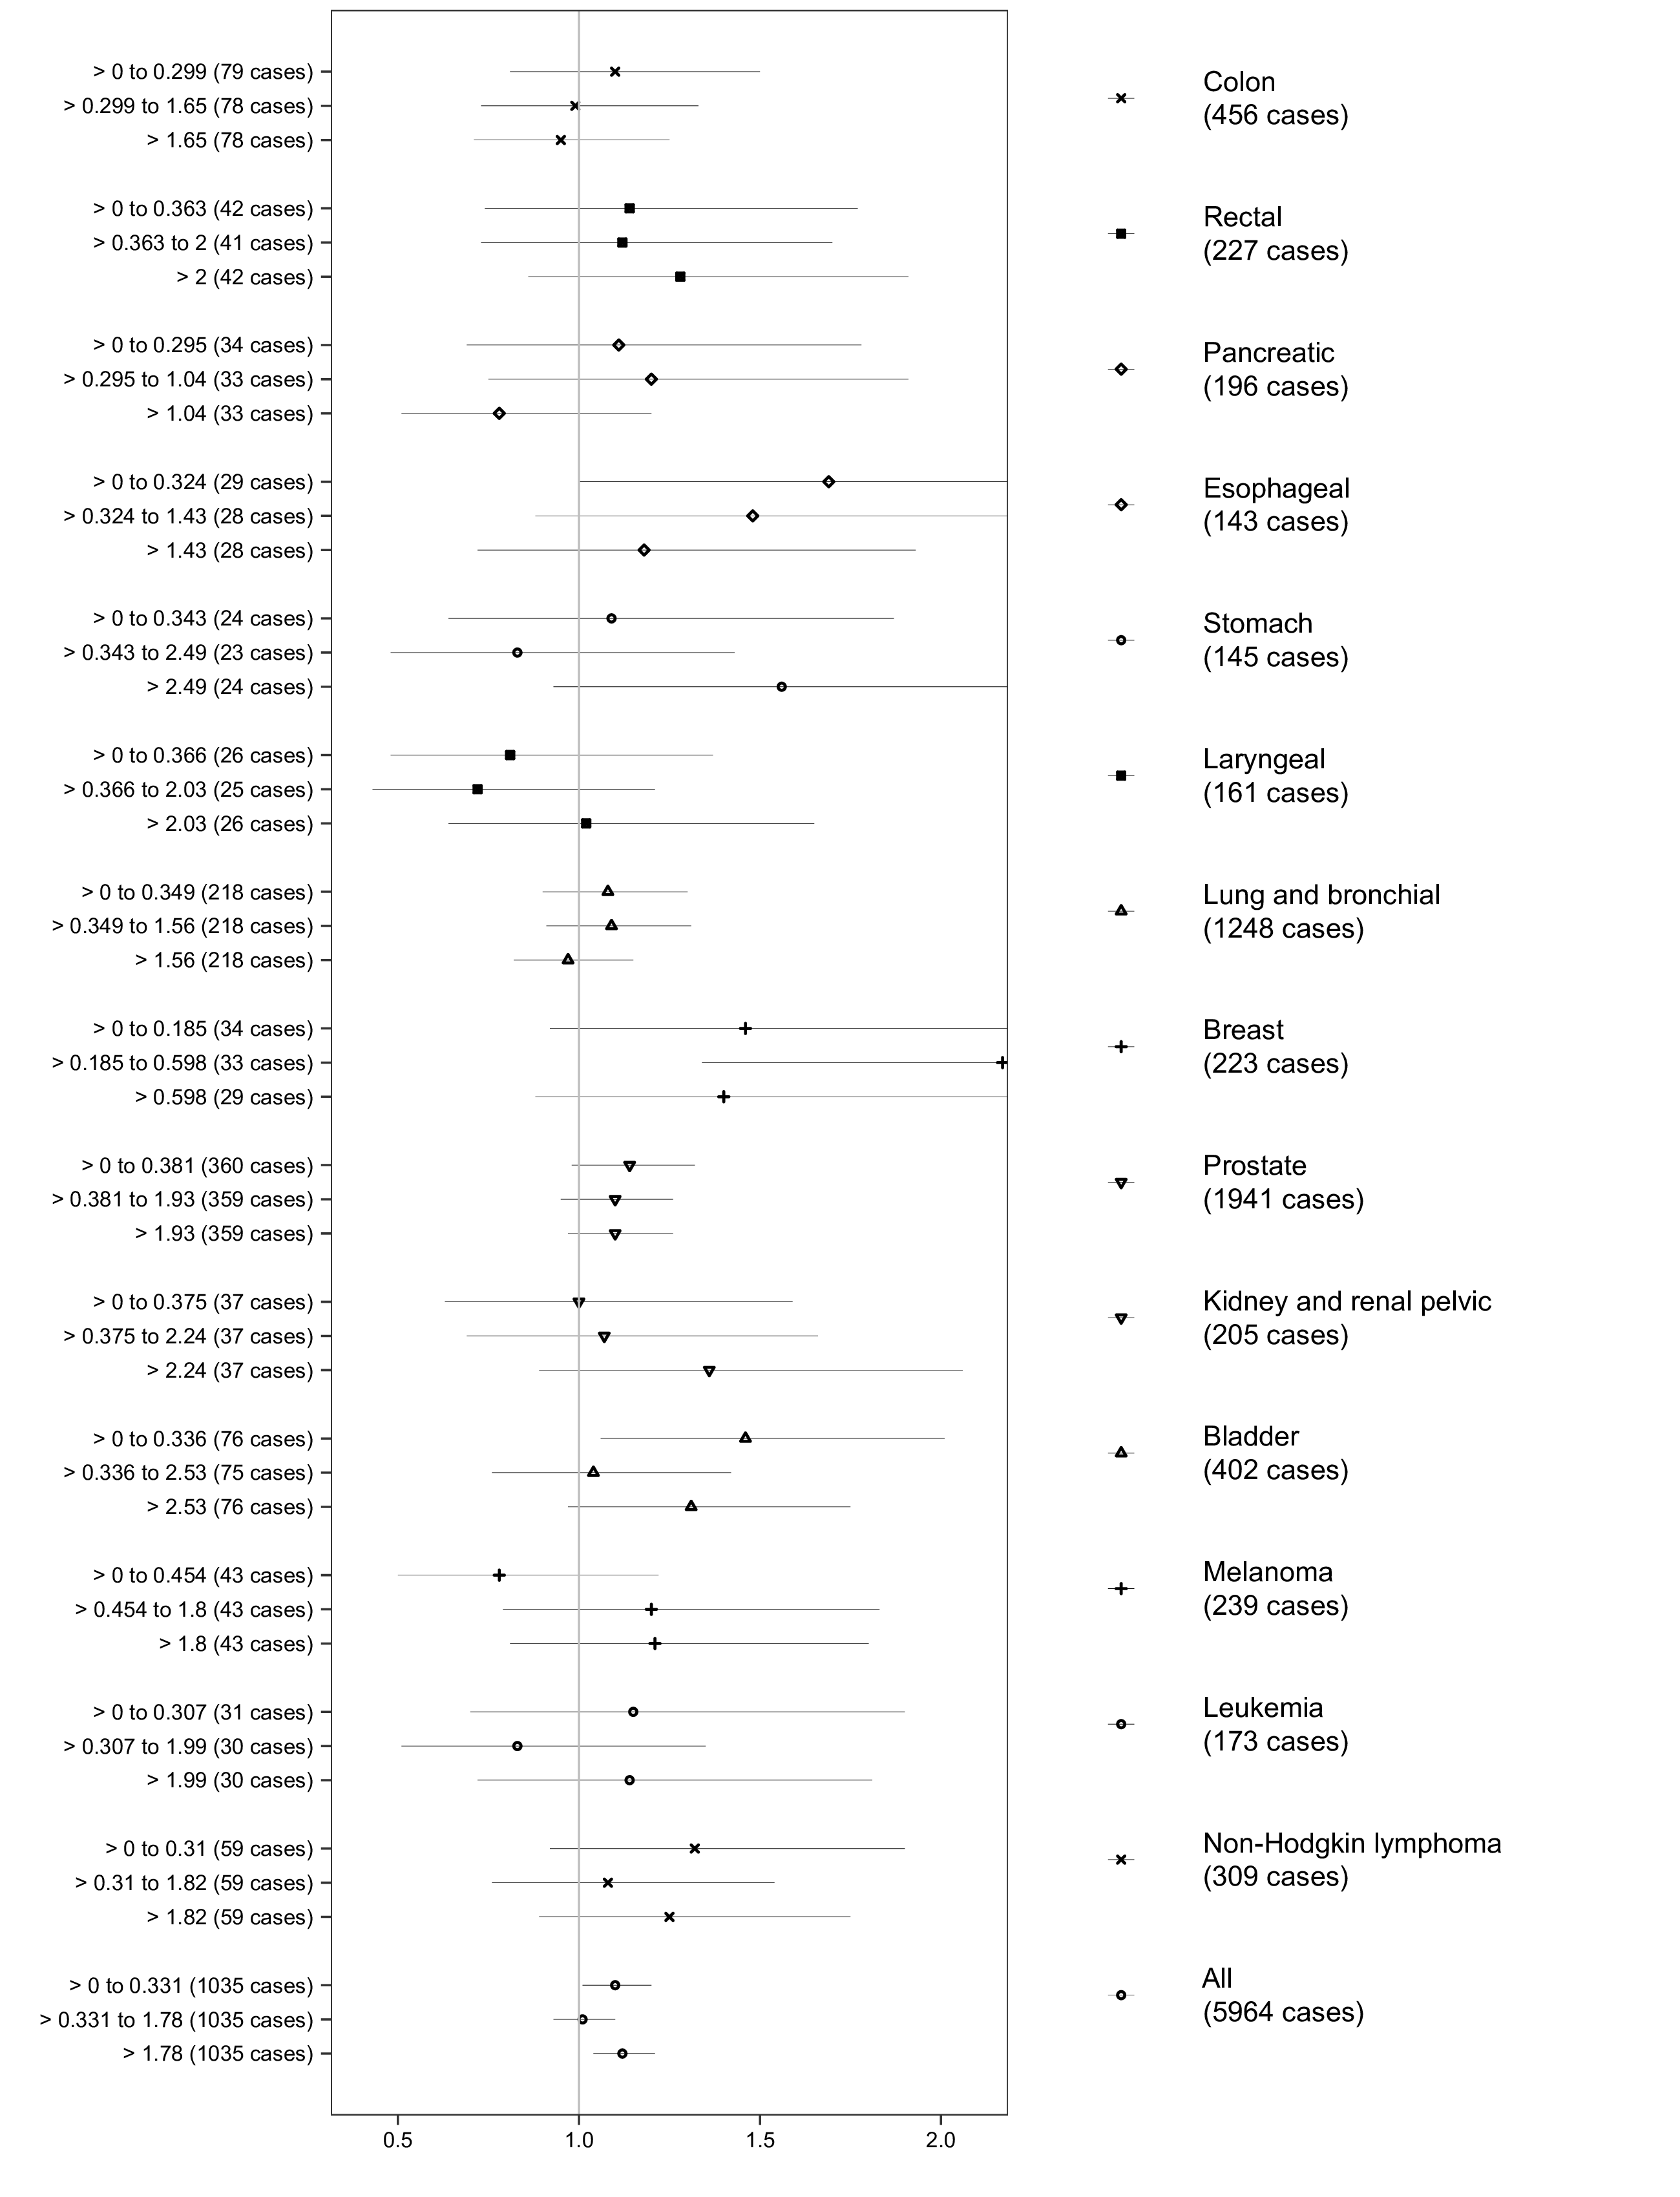 > 0 to 0.299 (79 cases)
> 0.299 to 1.65 (78 cases)
> 1.65 (78 cases)
> 0 to 0.363 (42 cases)
> 0.363 to 2 (41 cases)
> 2 (42 cases)
> 0 to 0.295 (34 cases)
> 0.295 to 1.04 (33 cases)
> 1.04 (33 cases)
> 0 to 0.324 (29 cases)
> 0.324 to 1.43 (28 cases)
> 1.43 (28 cases)
> 0 to 0.343 (24 cases)
> 0.343 to 2.49 (23 cases)
> 2.49 (24 cases)
> 0 to 0.366 (26 cases)
> 0.366 to 2.03 (25 cases)
> 2.03 (26 cases)
> 0 to 0.349 (218 cases)
> 0.349 to 1.56 (218 cases)
> 1.56 (218 cases)
> 0 to 0.185 (34 cases)
> 0.185 to 0.598 (33 cases)
> 0.598 (29 cases)
> 0 to 0.381 (360 cases)
> 0.381 to 1.93 (359 cases)
> 1.93 (359 cases)
> 0 to 0.375 (37 cases)
> 0.375 to 2.24 (37 cases)
> 2.24 (37 cases)
> 0 to 0.336 (76 cases)
> 0.336 to 2.53 (75 cases)
> 2.53 (76 cases)
> 0 to 0.454 (43 cases)
> 0.454 to 1.8 (43 cases)
> 1.8 (43 cases)
> 0 to 0.307 (31 cases)
> 0.307 to 1.99 (30 cases)
> 1.99 (30 cases)
> 0 to 0.31 (59 cases)
> 0.31 to 1.82 (59 cases)
> 1.82 (59 cases)
> 0 to 0.331 (1035 cases)
> 0.331 to 1.78 (1035 cases)
> 1.78 (1035 cases)
0.5 1.0 1.5 2.0
Colon
(456 cases)
Rectal
(227 cases)
Pancreatic
(196 cases)
Esophageal
(143 cases)
Stomach
(145 cases)
Laryngeal
(161 cases)
Lung and bronchial
(1248 cases)
Breast
(223 cases)
Prostate
(1941 cases)
Kidney and renal pelvic
(205 cases)
Bladder
(402 cases)
Melanoma
(239 cases)
Leukemia
(173 cases)
Non-Hodgkin lymphoma
(309 cases)
All
(5964 cases)